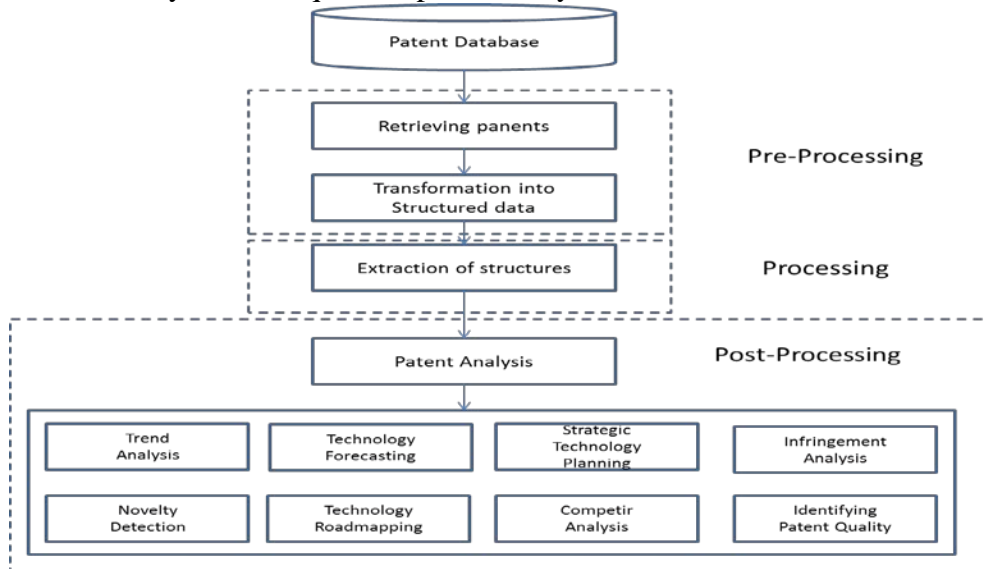 Patent Database
Retrieving panents
Pre-Processing
Transformation into
Structured data
Extraction of structures
Processing
Patent Analysis
Post-Processing
Trend
Analysis
Technology
Forecasting
Strategic
Technology
Planning
Infringement
Analysis
Novelty
Detection
Technology
Roadmapping
Competir
Analysis
Identifying
Patent Quality